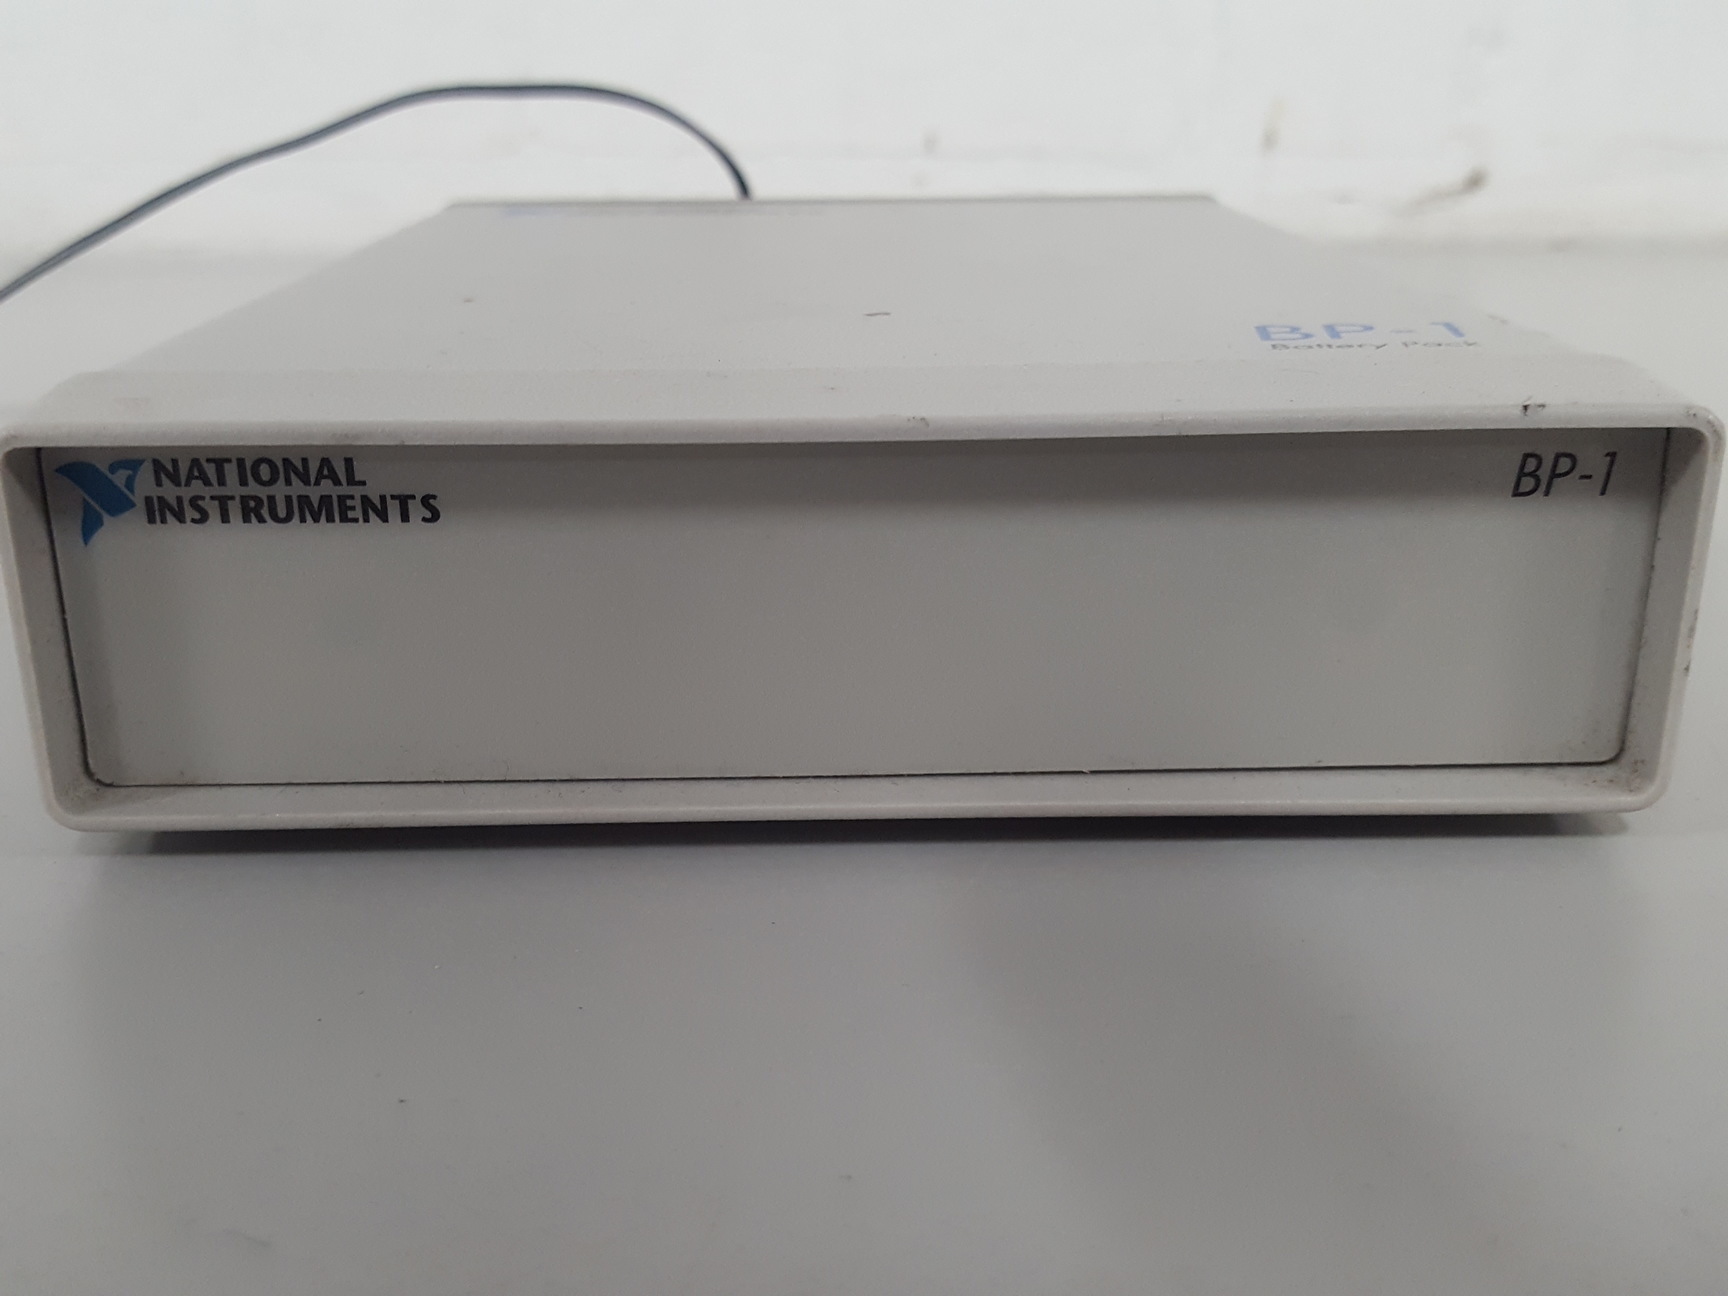 BP-1
Battery Pack
NATIONAL
INSTRUMENTS
BP-1